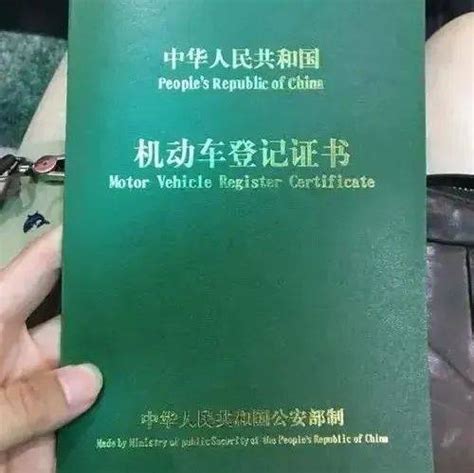 中华人民共和国
People's Republic of China
机动车登记证书
Motor Vehicle Register Certificate
中华人民共和国公安部制
Made by Ministry of public Security of the People's Republic of China